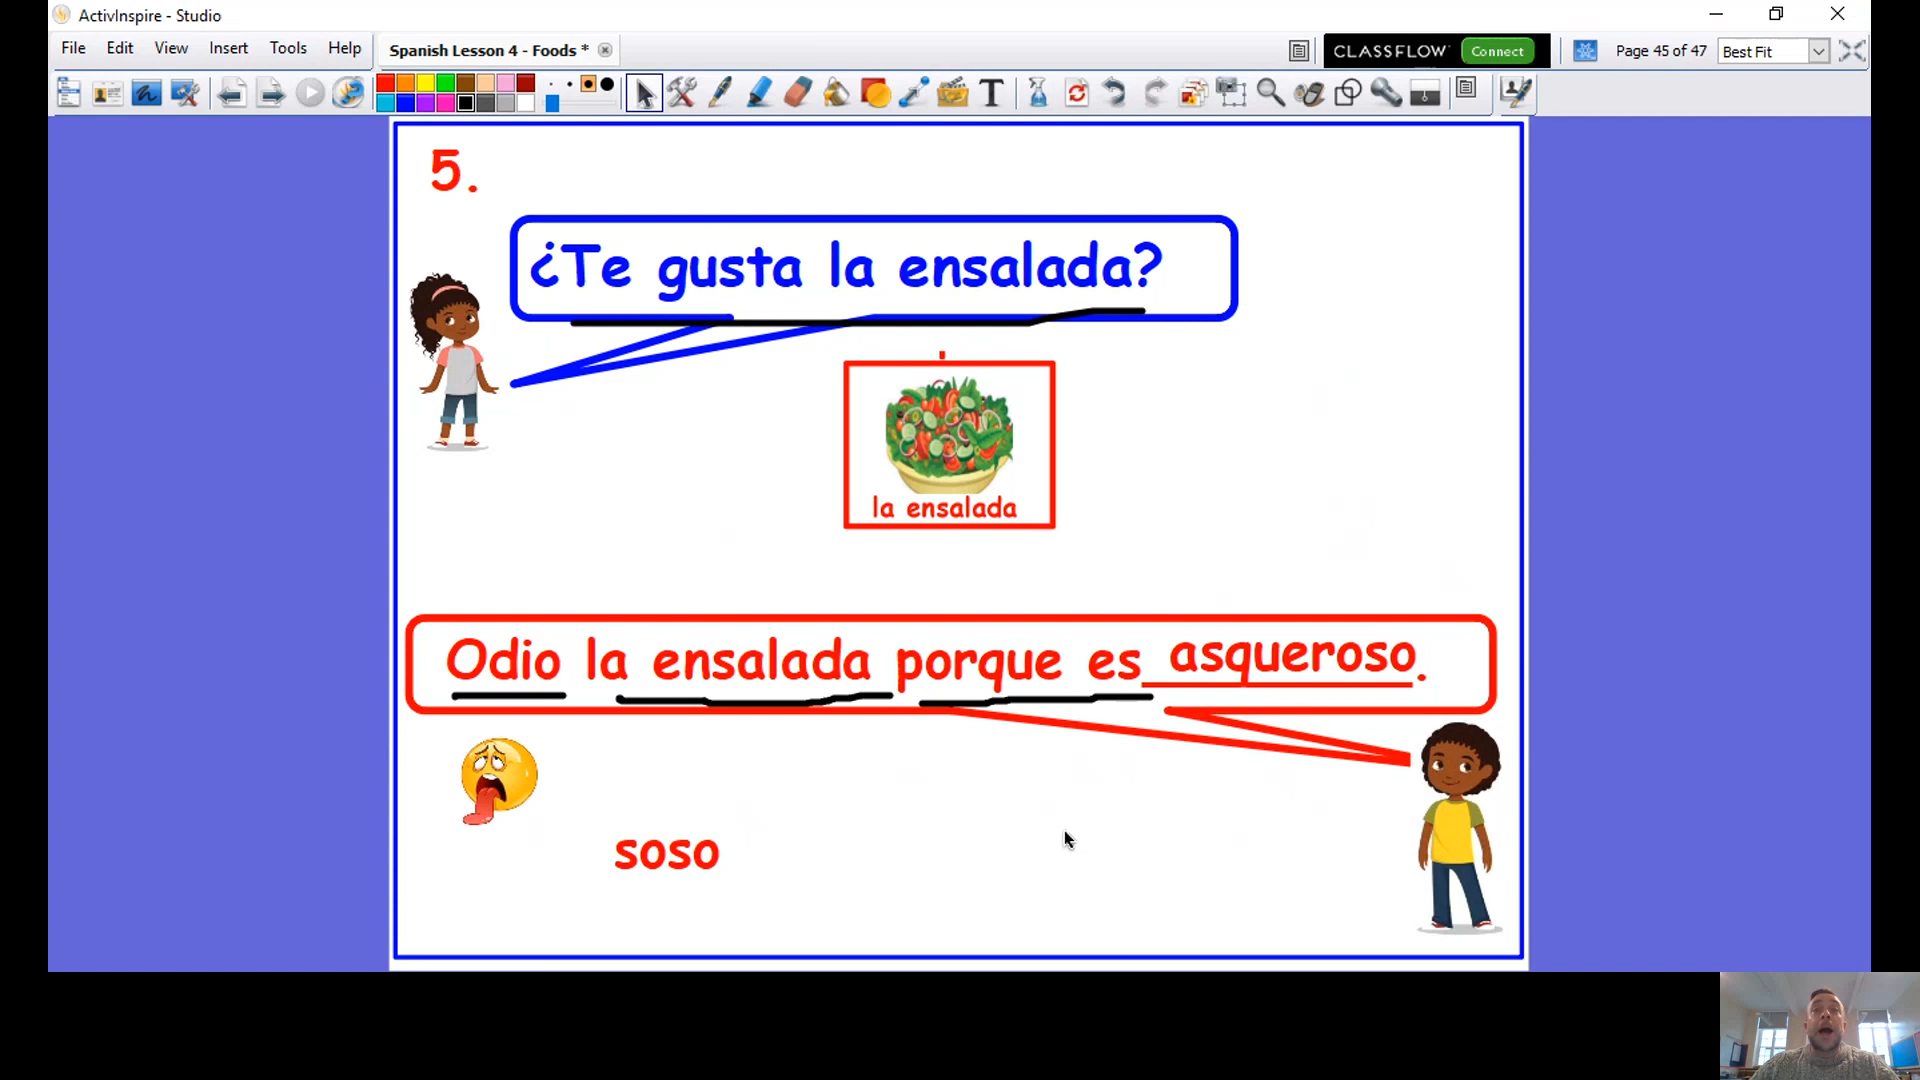 ActivInspire - Studio
File Edit View Insert Tools Help
Spanish Lesson 4 - Foods *
CLASSFLOW Connect
Page 45 of 47
Best Fit
T
5.
¿Te gusta la ensalada?
la ensalada
Odio la ensalada porque es asqueroso.
soso